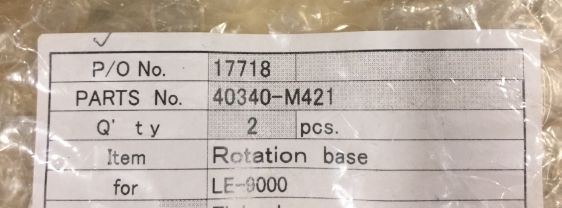 P/O No. 17718
PARTS No. 40340-M421
Q' ty 2 pcs.
Item Rotation base
for LE-9000